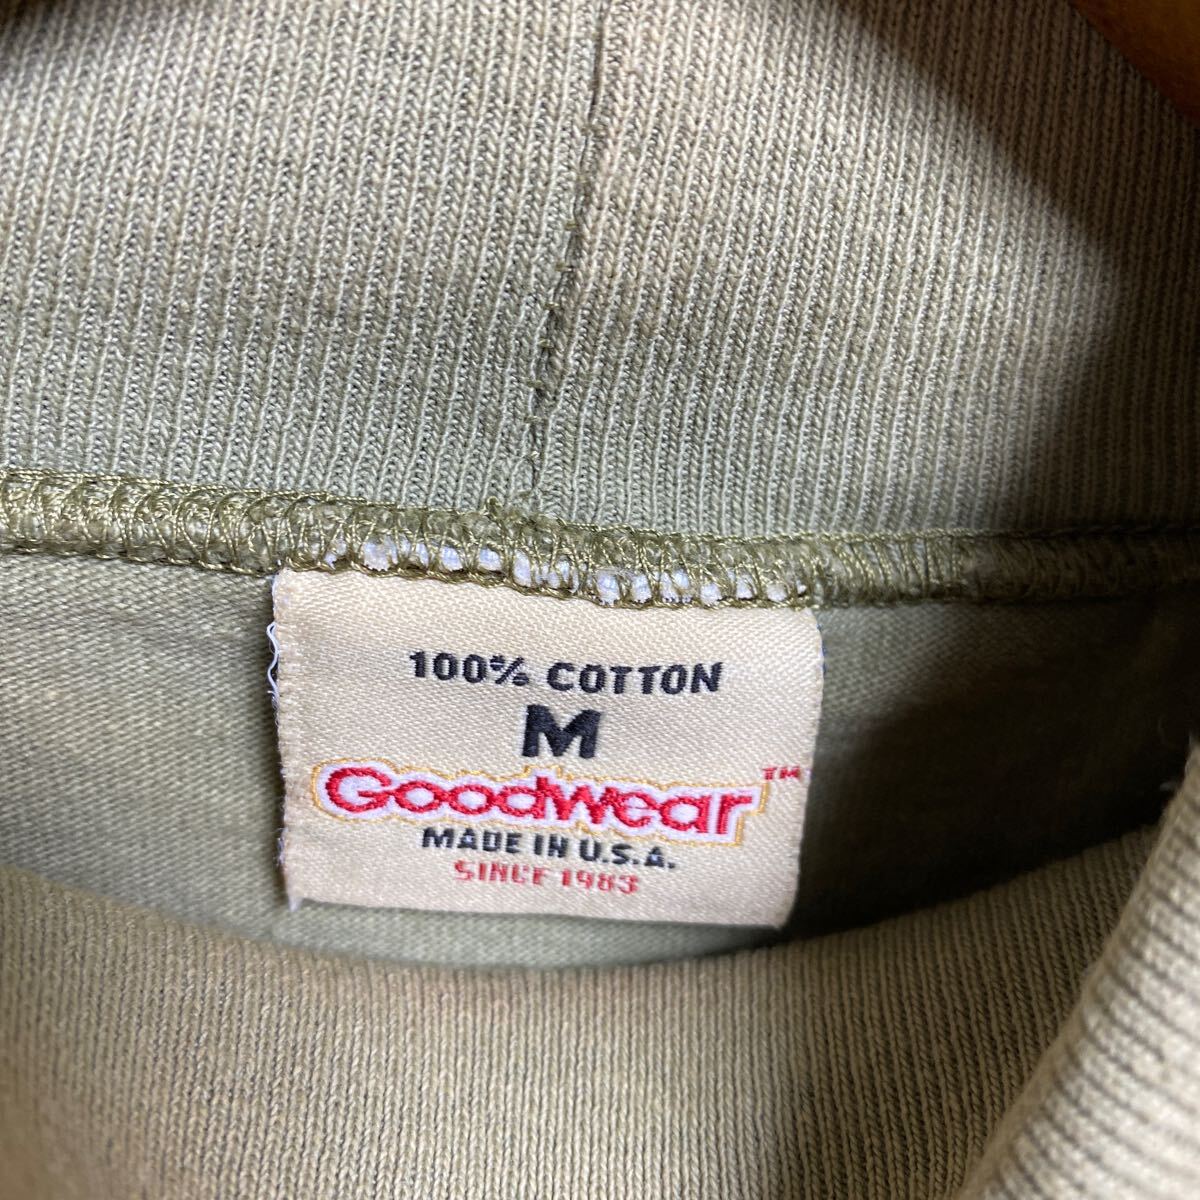 100% COTTON
M
Goodwear™
MADE IN U.S.A.
SINCE 1983